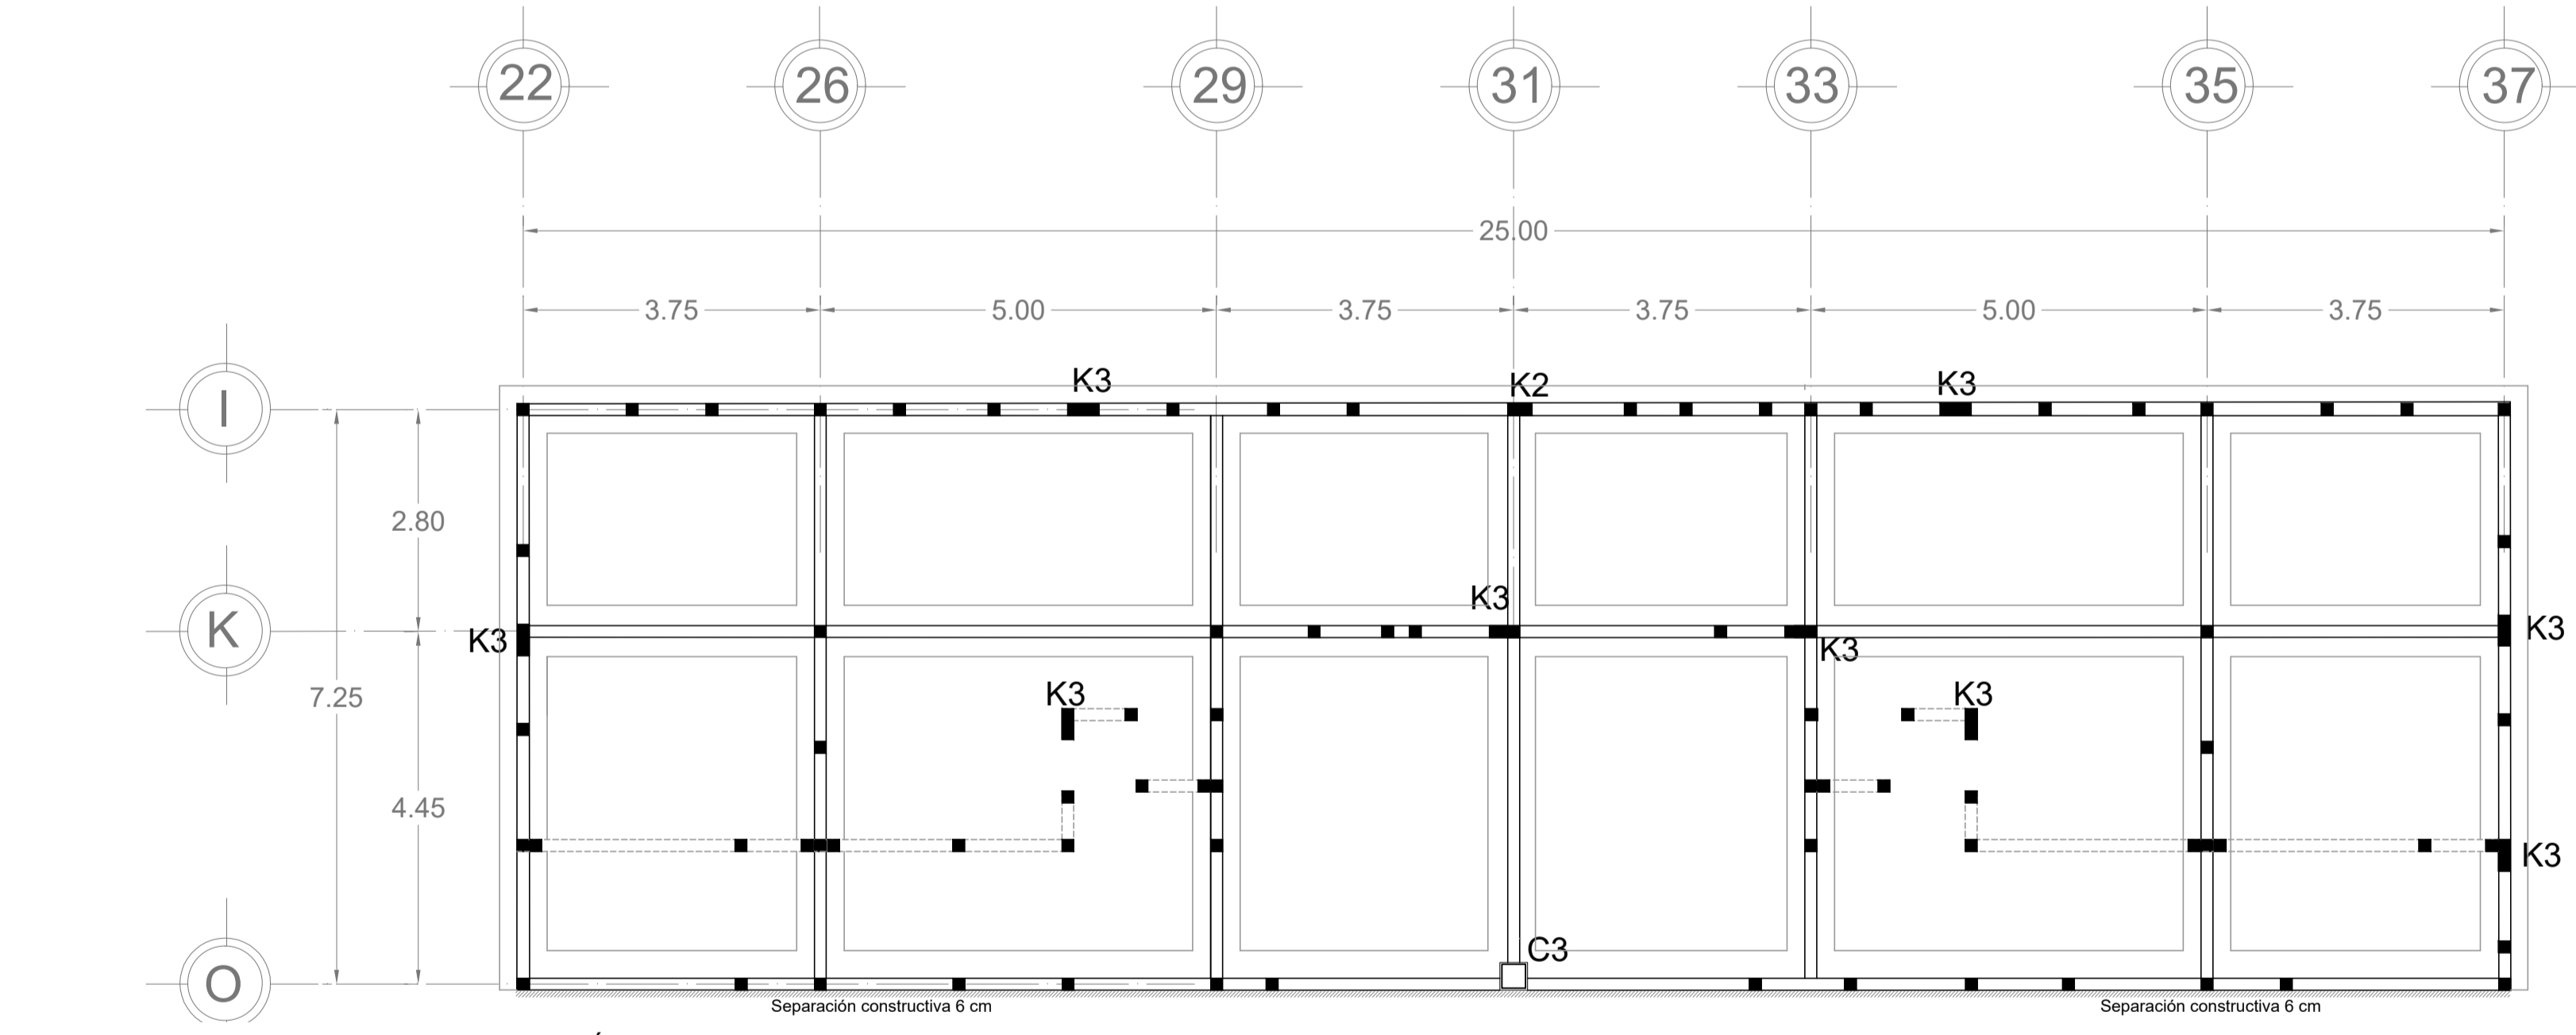 22 26 29 31 33 35 37
25.00
3.75 5.00 3.75 3.75 5.00 3.75
K3 K2 K3
I
2.80
K3
K
K3 K3 K3
7.25
K3 K3
4.45
K3
C3
O
Separación constructiva 6 cm Separación constructiva 6 cm